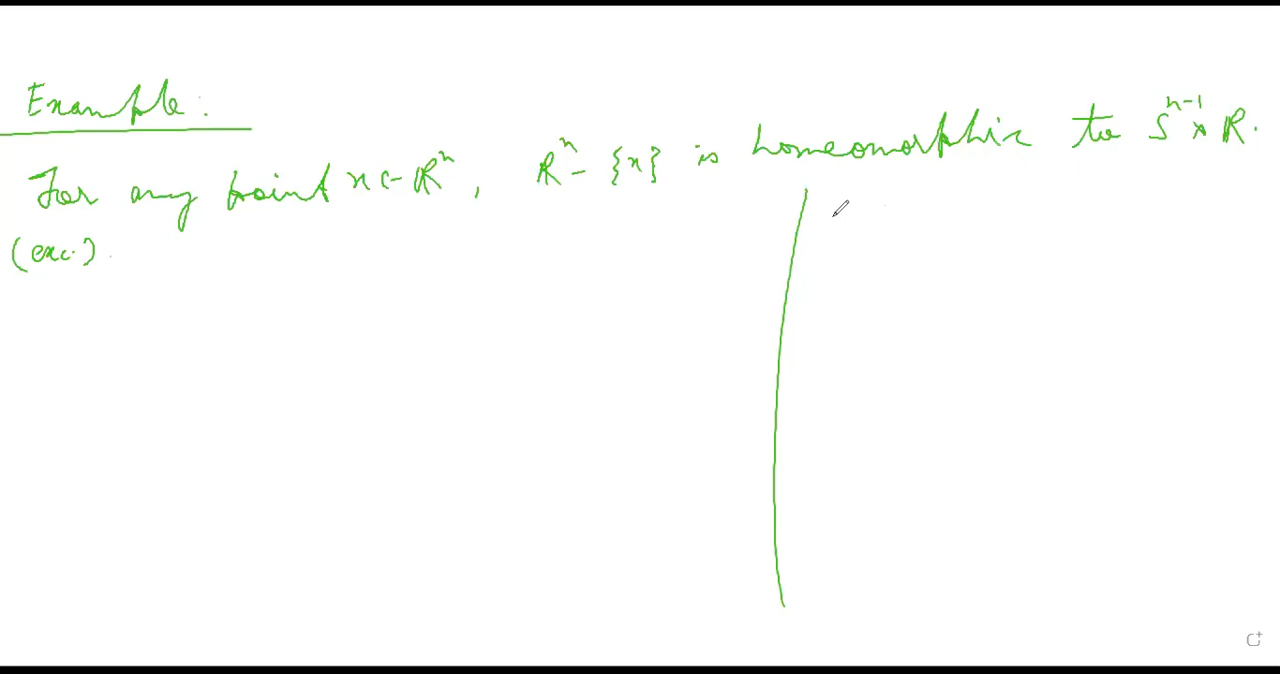 Example:
For any point x ∈ ℝⁿ, ℝⁿ - {x} is homeomorphic to Sⁿ⁻¹ × ℝ.
(exc.)